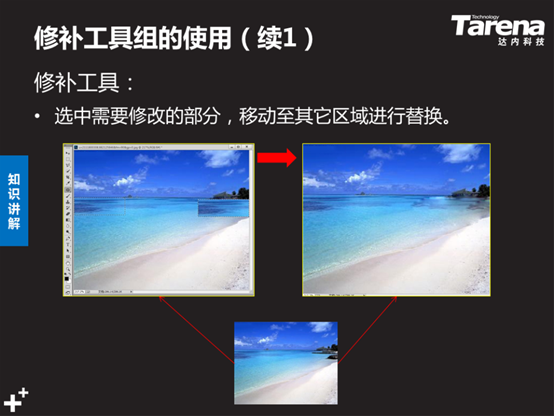 修补工具组的使用（续1）
Technology
Tarena
达内科技
修补工具：
• 选中需要修改的部分，移动至其它区域进行替换。
知识讲解